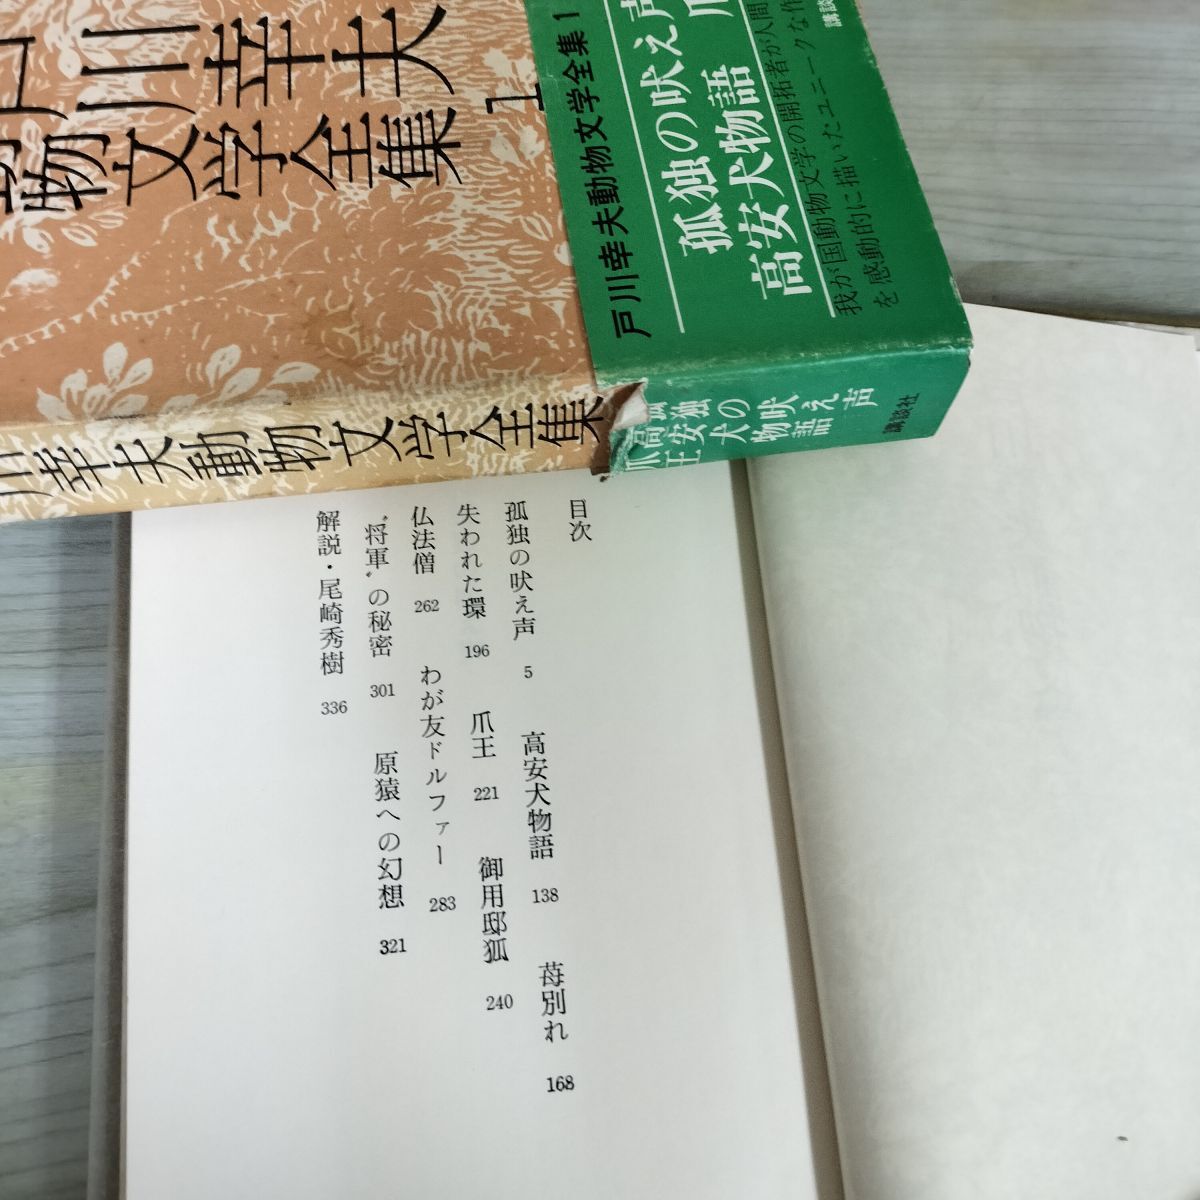 川幸夫
物文学全集 1
戸川幸夫動物文学全集1
孤独の吠え声
高安犬物語
我が国動物文学の開拓者が人間
を感動的に描いたユニークな作
講談
幸夫動物文学全集
孤独の吠え声
高安犬物語
爪王
講談社
目次
孤独の吠え声 5 高安犬物語 138 苺別れ 168
失われた環 196 爪王 221 御用邸狐 240
仏法僧 262 わが友ドルファー 283
〝将軍〟の秘密 301 原猿への幻想 321
解説・尾崎秀樹 336